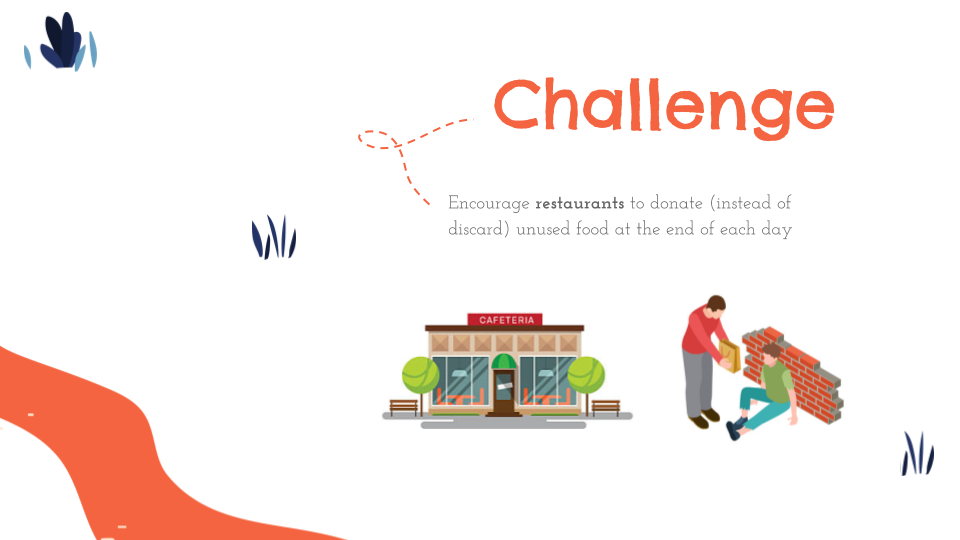 Challenge
Encourage restaurants to donate (instead of
discard) unused food at the end of each day
CAFETERIA